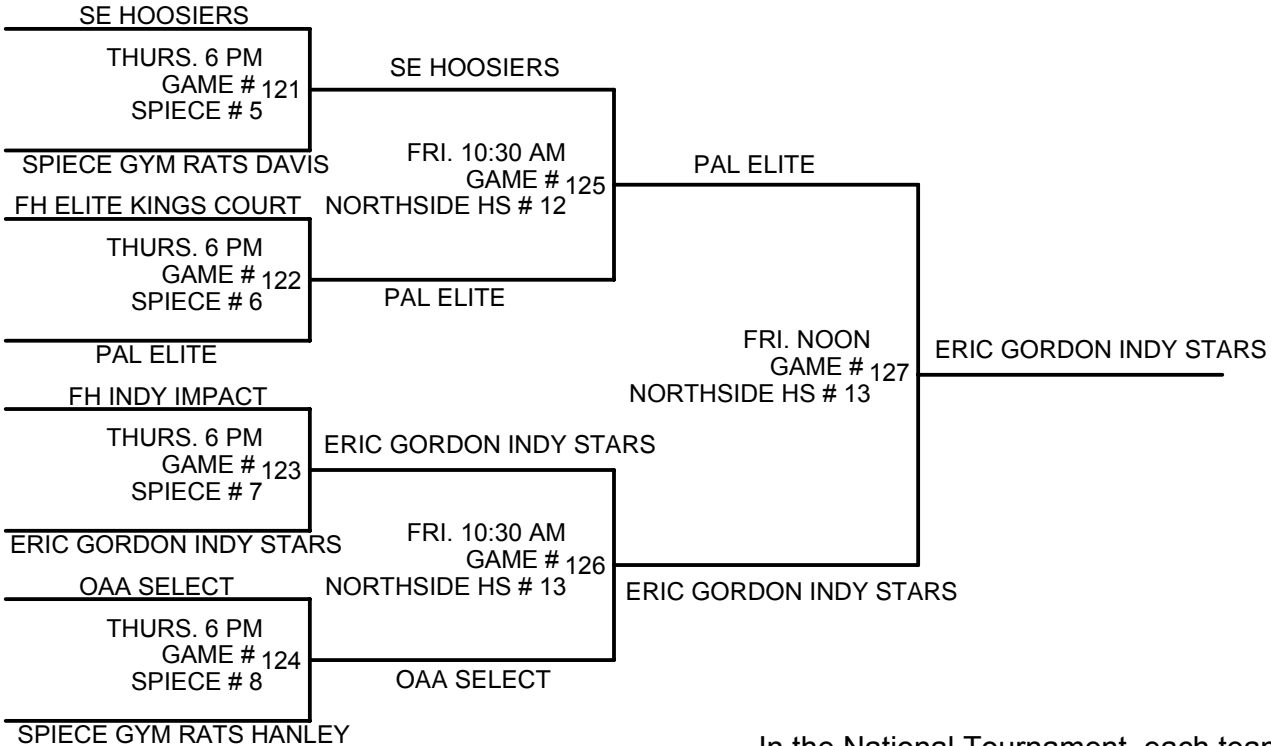 SE HOOSIERS
THURS. 6 PM
GAME # 121
SPIECE # 5
SPIECE GYM RATS DAVIS
FH ELITE KINGS COURT
THURS. 6 PM
GAME # 122
SPIECE # 6
PAL ELITE
FH INDY IMPACT
THURS. 6 PM
GAME # 123
SPIECE # 7
ERIC GORDON INDY STARS
OAA SELECT
THURS. 6 PM
GAME # 124
SPIECE # 8
SPIECE GYM RATS HANLEY
SE HOOSIERS
FRI. 10:30 AM
GAME # 125
NORTHSIDE HS # 12
PAL ELITE
ERIC GORDON INDY STARS
FRI. 10:30 AM
GAME # 126
NORTHSIDE HS # 13
OAA SELECT
PAL ELITE
FRI. NOON
GAME # 127
NORTHSIDE HS # 13
ERIC GORDON INDY STARS
ERIC GORDON INDY STARS
In the National Tournament, each